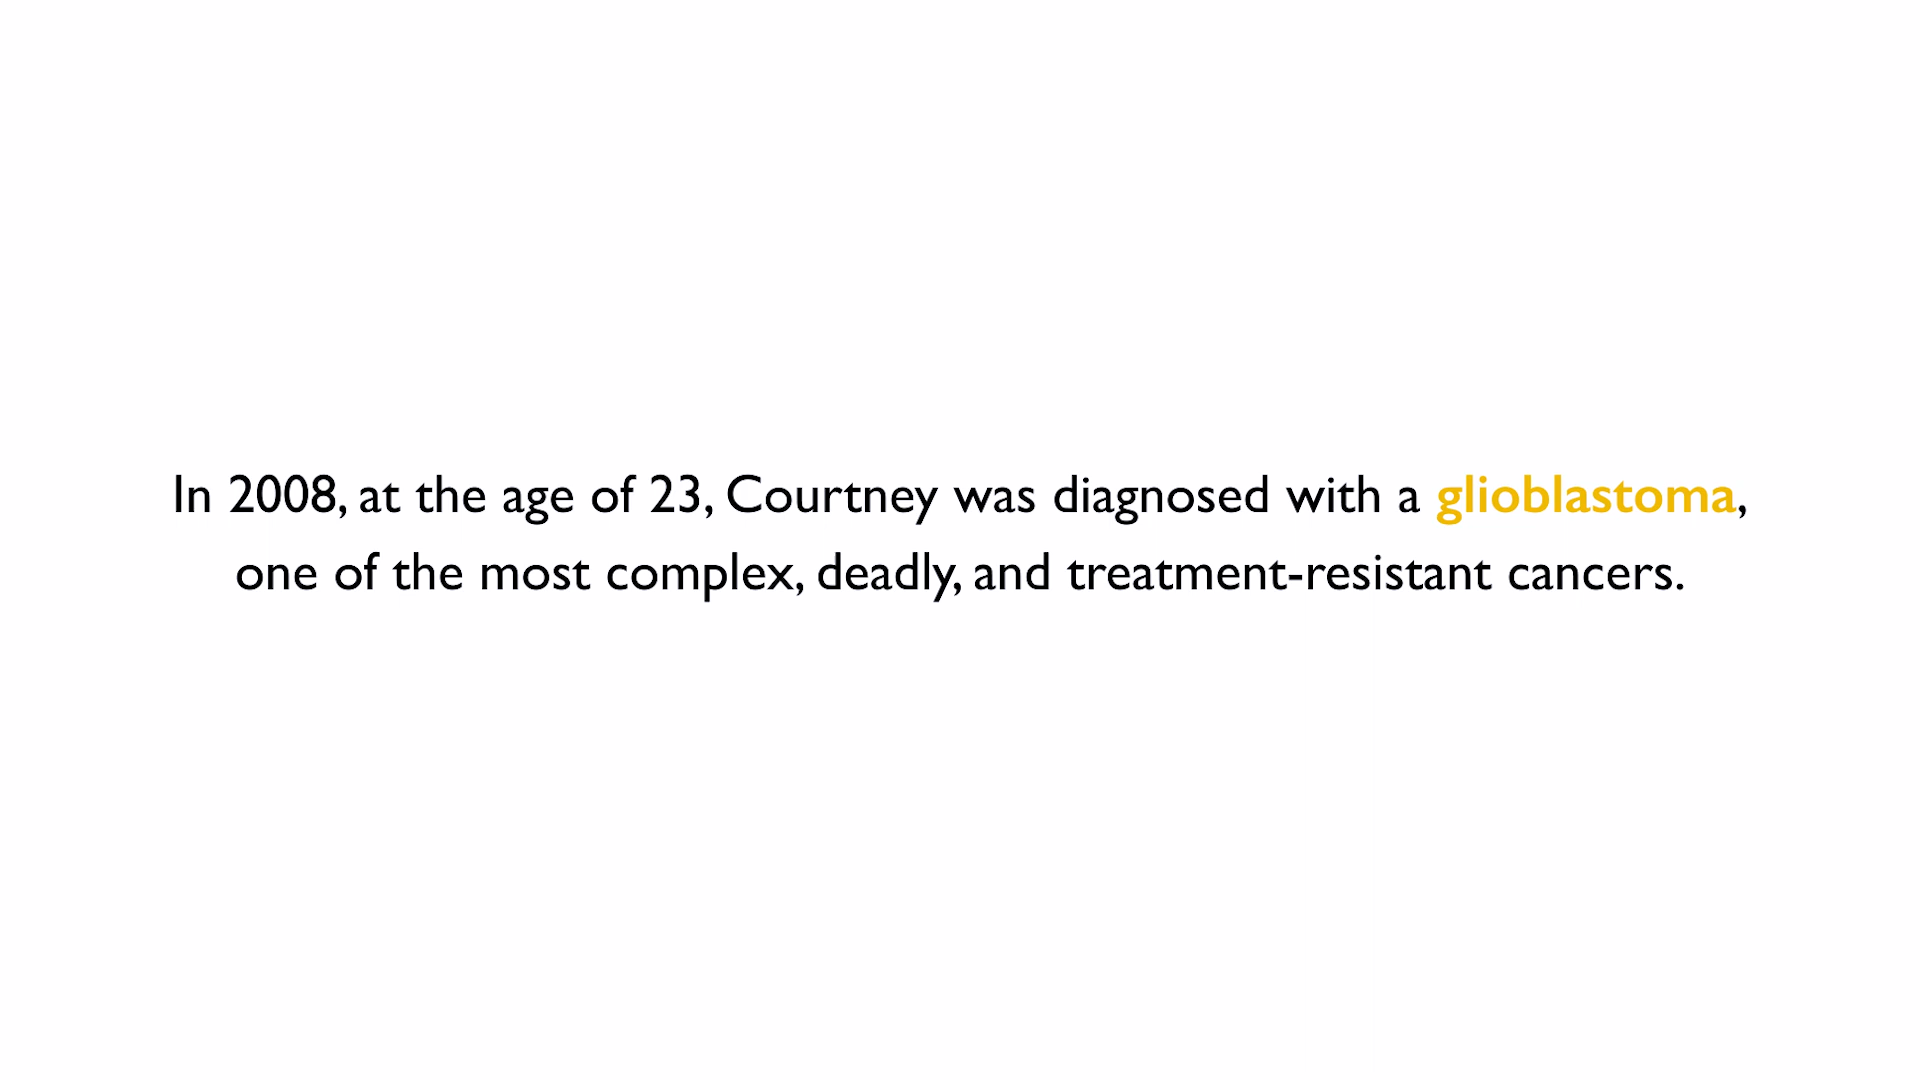 In 2008, at the age of 23, Courtney was diagnosed with a glioblastoma,
one of the most complex, deadly, and treatment-resistant cancers.